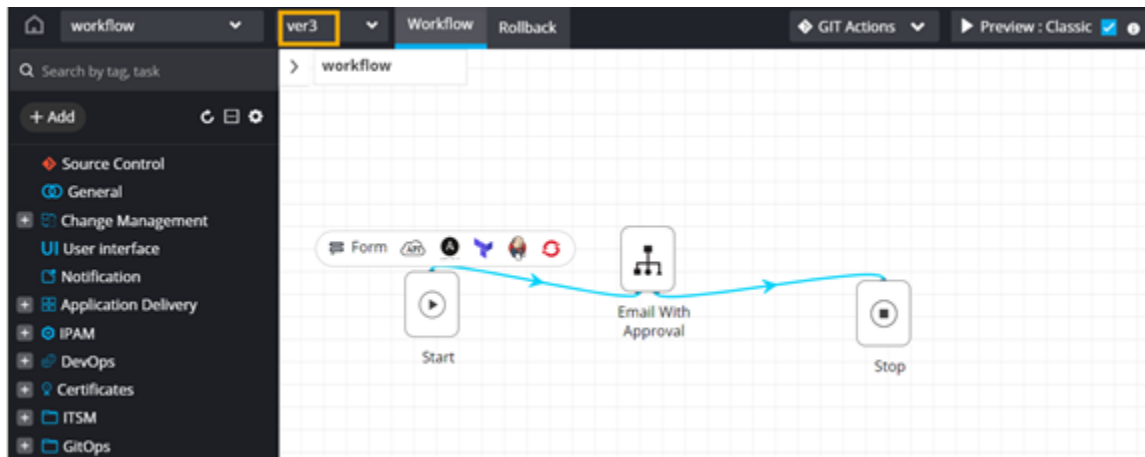 workflow
ver3
Workflow
Rollback
GIT Actions
Preview : Classic
Search by tag, task
workflow
+ Add
Source Control
General
Change Management
UI User interface
Notification
Application Delivery
IPAM
DevOps
Certificates
ITSM
GitOps
Form
API
Email With
Approval
Start
Stop